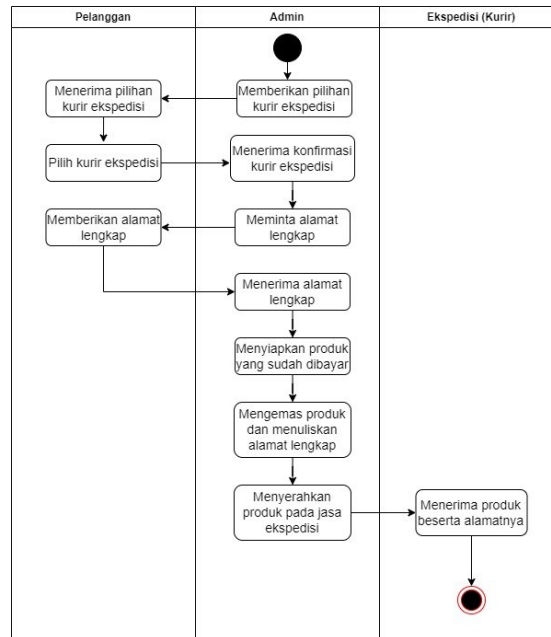 Pelanggan
Admin
Ekspedisi (Kurir)
Memberikan pilihan
kurir ekspedisi
Menerima pilihan
kurir ekspedisi
Pilih kurir ekspedisi
Menerima konfirmasi
kurir ekspedisi
Meminta alamat
lengkap
Memberikan alamat
lengkap
Menerima alamat
lengkap
Menyiapkan produk
yang sudah dibayar
Mengemas produk
dan menuliskan
alamat lengkap
Menyerahkan
produk pada jasa
ekspedisi
Menerima produk
beserta alamatnya